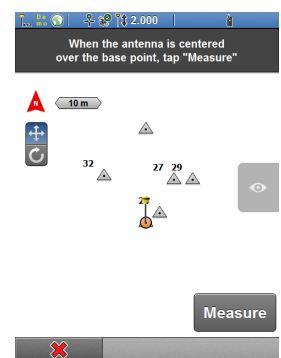 2.000
When the antenna is centered
over the base point, tap "Measure"
N
10 m
32
27 29
Measure